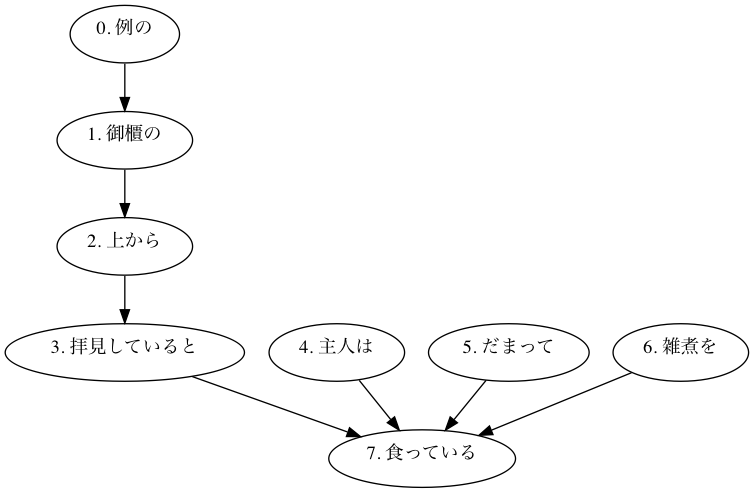 0. 例の
1. 御櫃の
2. 上から
3. 拝見していると
4. 主人は
5. だまって
6. 雑煮を
7. 食っている